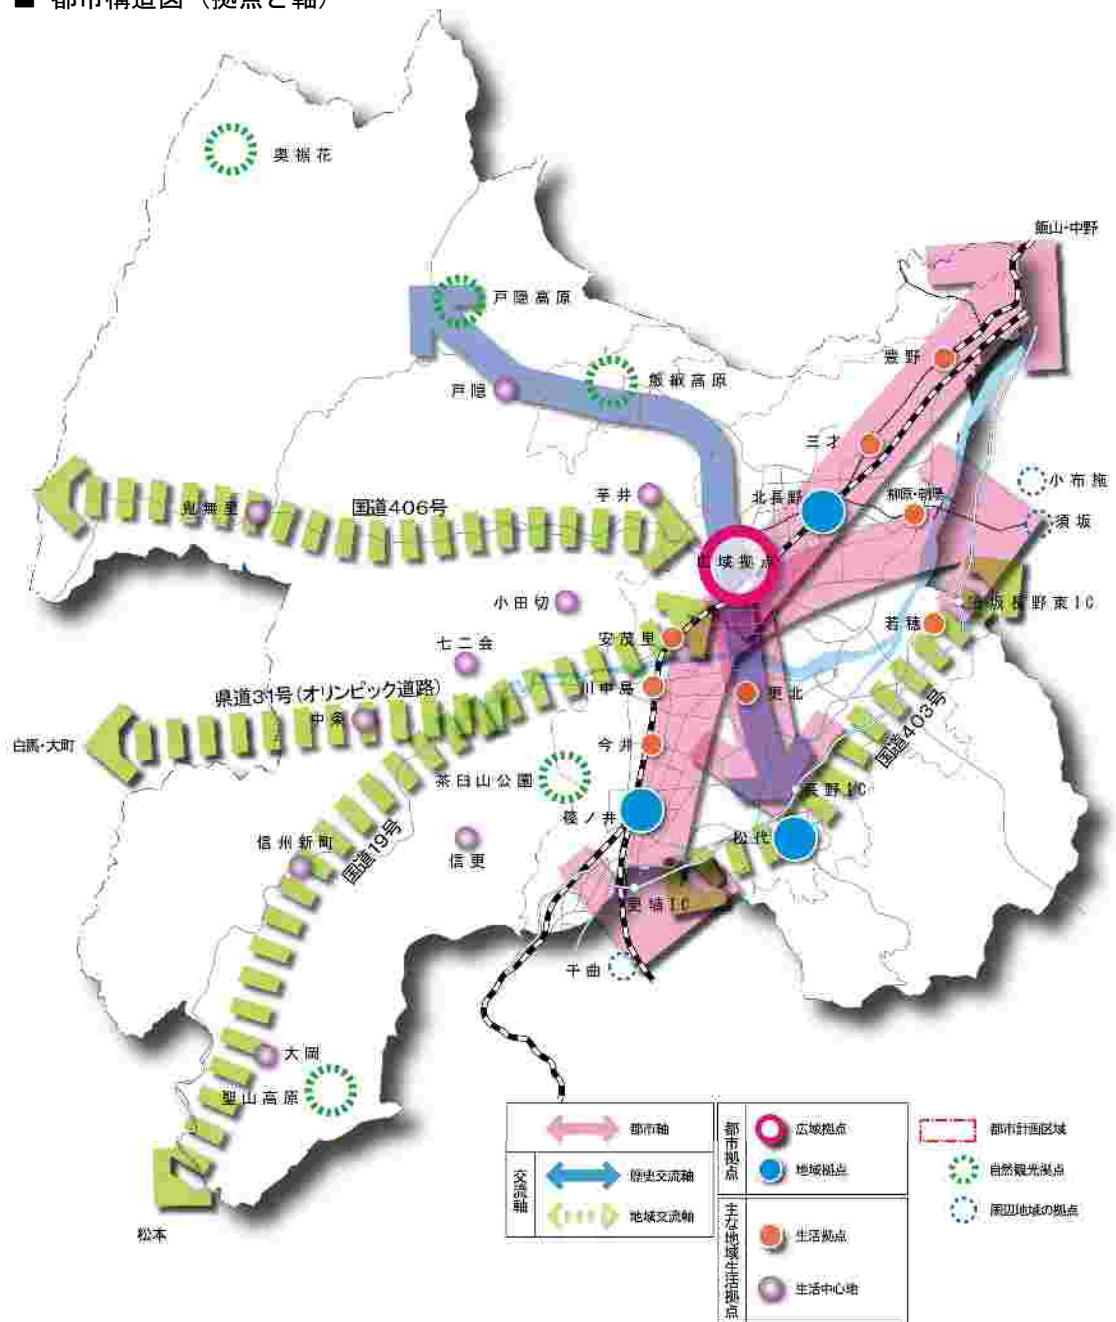 ■ 都市構造図（拠点と軸）
奥裾花
飯山・中野
戸隠高原
豊野
飯綱高原
戸隠
三才
小布施
芋井
北長野
柳原・朝陽
国道406号
鬼無里
須坂
広域拠点
小田切
須坂長野東IC
若穂
安茂里
七二会
川中島
更北
県道31号(オリンピック道路)
中条
国道403号
白馬・大町
今井
茶臼山公園
長野IC
篠ノ井
松代
信州新町
国道19号
信更
更埴IC
千曲
大岡
聖山高原
松本
都市軸
交流軸
歴史交流軸
地域交流軸
都市拠点
広域拠点
地域拠点
主な地域生活拠点
生活拠点
生活中心地
都市計画区域
自然観光拠点
周辺地域の拠点